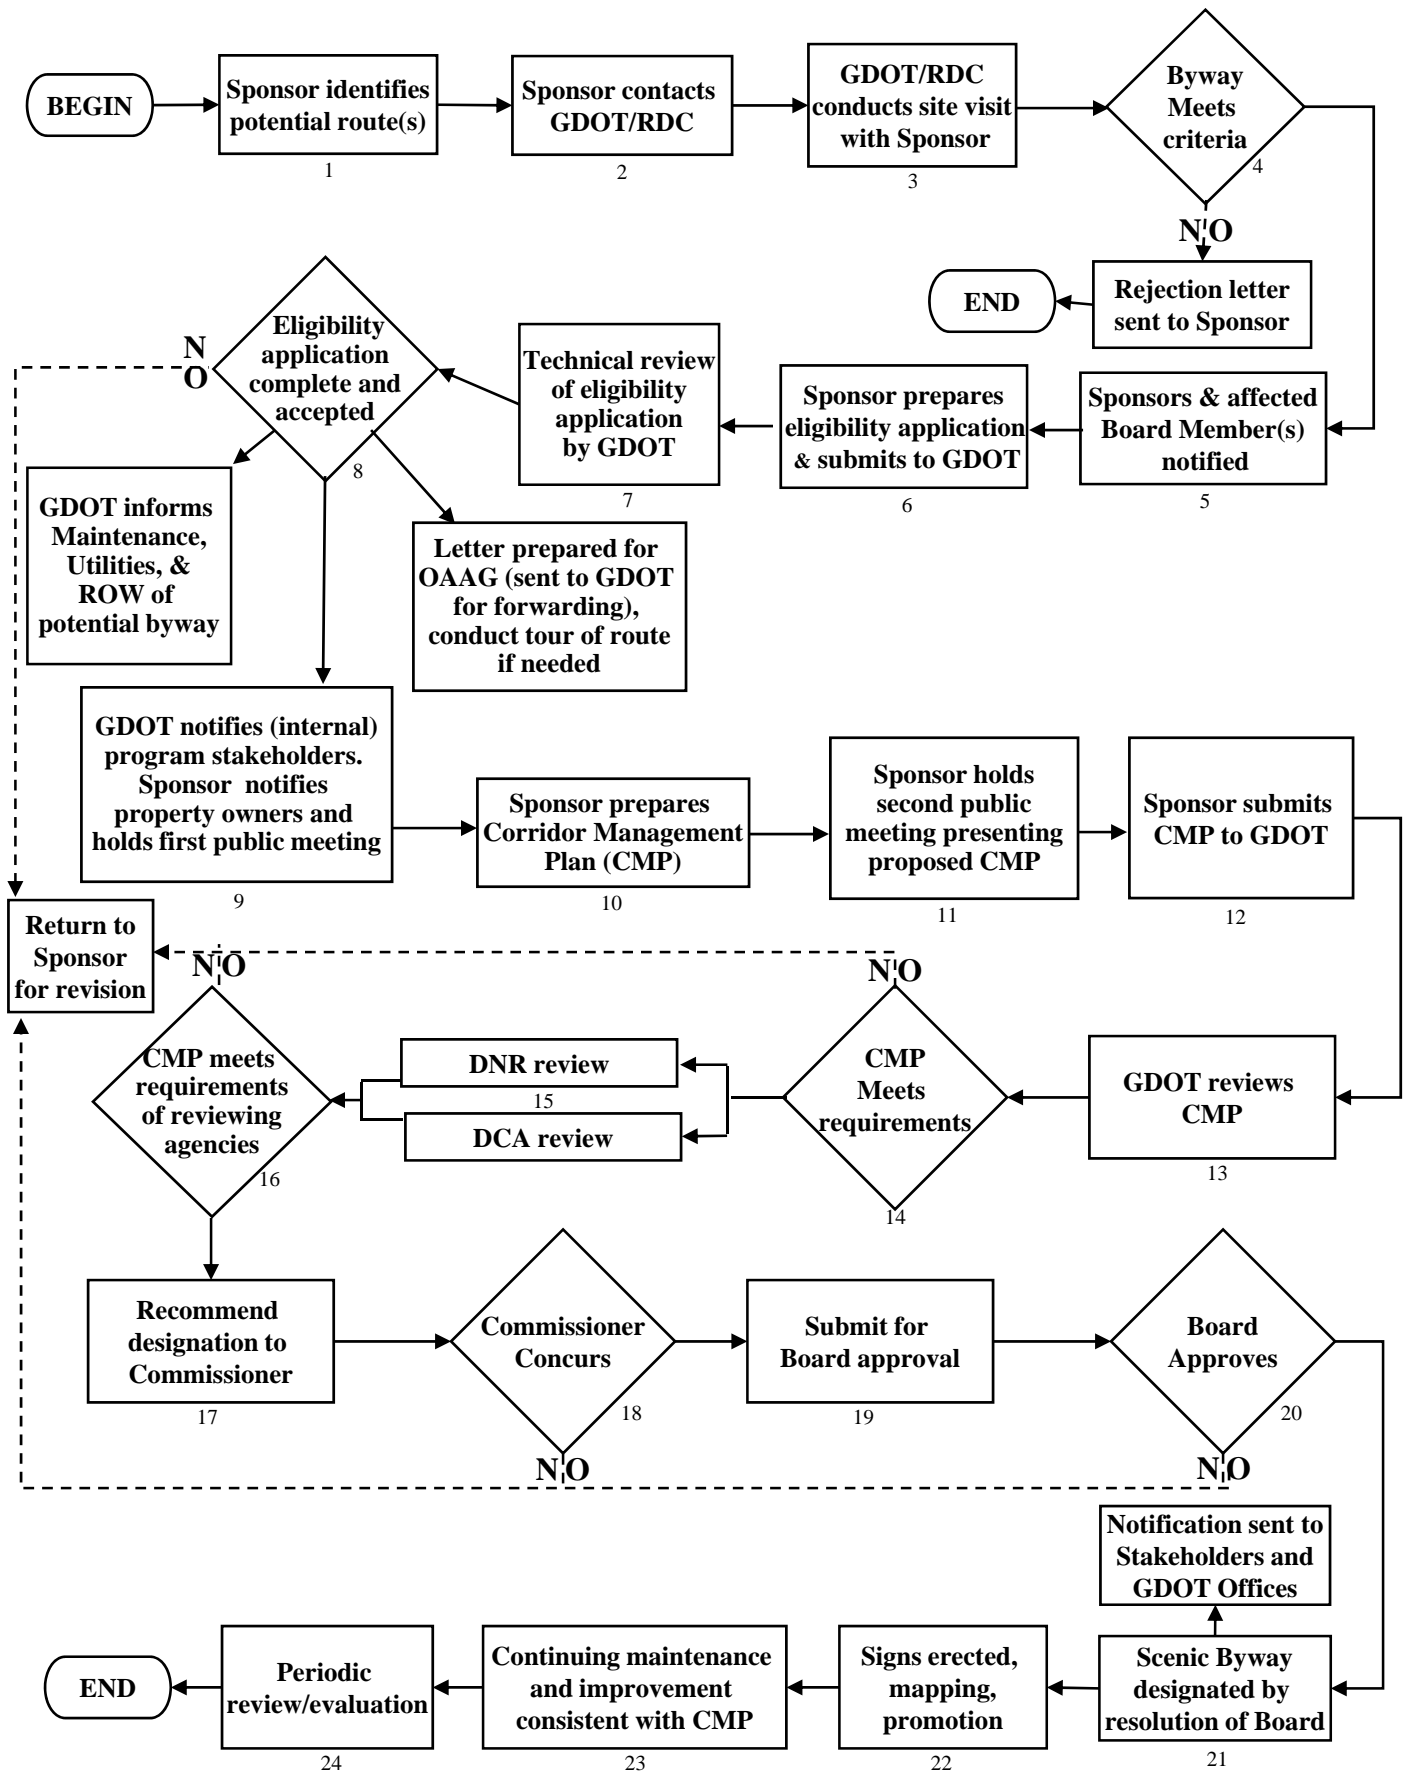 BEGIN
Sponsor identifies
potential route(s)
1
Sponsor contacts
GDOT/RDC
2
GDOT/RDC
conducts site visit
with Sponsor
3
Byway
Meets
criteria
4
NO
Rejection letter
sent to Sponsor
END
Sponsors & affected
Board Member(s)
notified
5
Sponsor prepares
eligibility application
& submits to GDOT
6
Technical review
of eligibility
application
by GDOT
7
Eligibility
application
complete and
accepted
8
N
O
GDOT informs
Maintenance,
Utilities, &
ROW of
potential byway
Letter prepared for
OAAG (sent to GDOT
for forwarding),
conduct tour of route
if needed
GDOT notifies (internal)
program stakeholders.
Sponsor notifies
property owners and
holds first public meeting
9
Sponsor prepares
Corridor Management
Plan (CMP)
10
Sponsor holds
second public
meeting presenting
proposed CMP
11
Sponsor submits
CMP to GDOT
12
Return to
Sponsor
for revision
GDOT reviews
CMP
13
NO
CMP
Meets
requirements
14
DNR review
15
DCA review
NO
CMP meets
requirements
of reviewing
agencies
16
Recommend
designation to
Commissioner
17
Commissioner
Concurs
18
NO
Submit for
Board approval
19
Board
Approves
20
NO
Notification sent to
Stakeholders and
GDOT Offices
Scenic Byway
designated by
resolution of Board
21
Signs erected,
mapping,
promotion
22
Continuing maintenance
and improvement
consistent with CMP
23
Periodic
review/evaluation
24
END